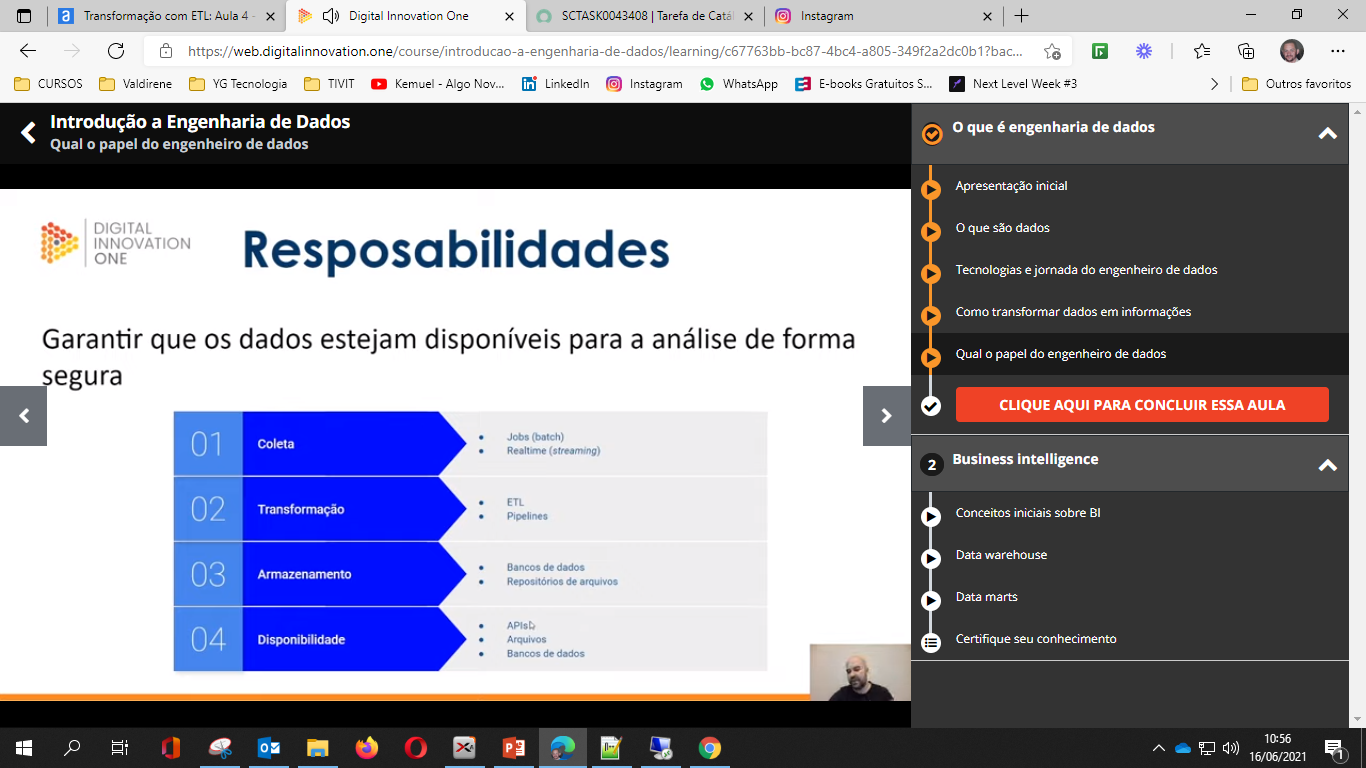 Transformação com ETL: Aula 4 -
Digital Innovation One
SCTASK0043408 | Tarefa de Catál
Instagram
https://web.digitalinnovation.one/course/introducao-a-engenharia-de-dados/learning/c67763bb-bc87-4bc4-a805-349f2a2dc0b1?bac...
CURSOS
Valdirene
YG Tecnologia
TIVIT
Kemuel - Algo Nov...
LinkedIn
Instagram
WhatsApp
E-books Gratuitos S...
Next Level Week #3
Outros favoritos
Introdução a Engenharia de Dados
Qual o papel do engenheiro de dados
DIGITAL
INNOVATION
ONE
Resposabilidades
Garantir que os dados estejam disponíveis para a análise de forma
segura
01
Coleta
Jobs (batch)
Realtime (streaming)
02
Transformação
ETL
Pipelines
03
Armazenamento
Bancos de dados
Repositórios de arquivos
04
Disponibilidade
APIs
Arquivos
Bancos de dados
O que é engenharia de dados
Apresentação inicial
O que são dados
Tecnologias e jornada do engenheiro de dados
Como transformar dados em informações
Qual o papel do engenheiro de dados
CLIQUE AQUI PARA CONCLUIR ESSA AULA
2
Business intelligence
Conceitos iniciais sobre BI
Data warehouse
Data marts
Certifique seu conhecimento
10:56
16/06/2021
1